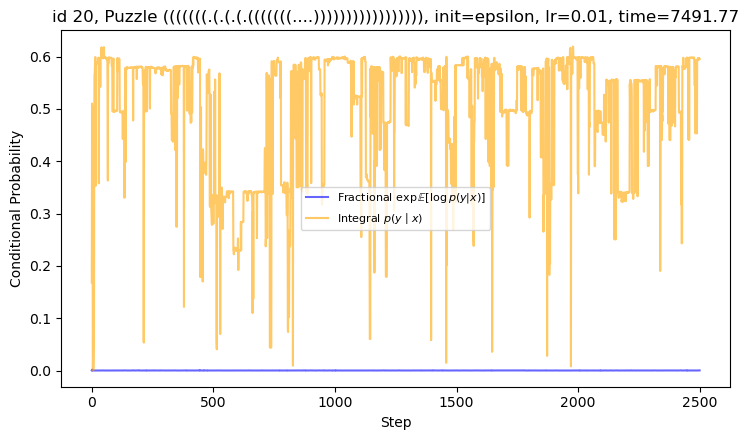 id 20, Puzzle (((((((.(.(.(.(((((((....))))))))))))))))), init=epsilon, lr=0.01, time=7491.77
Conditional Probability
0.6
0.5
0.4
0.3
0.2
0.1
0.0
Fractional exp𝔼[log p(y|x)]
Integral p(y | x)
0
500
1000
1500
2000
2500
Step